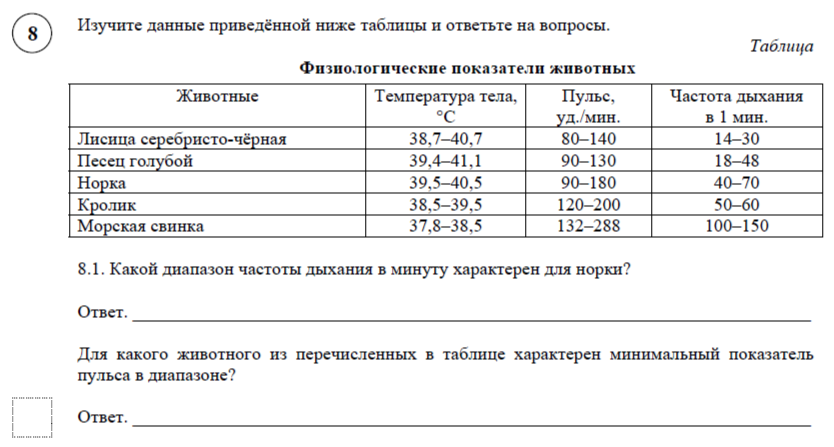 8
Изучите данные приведённой ниже таблицы и ответьте на вопросы.
Таблица
Физиологические показатели животных
Животные Температура тела, °С Пульс, уд./мин. Частота дыхания в 1 мин.
Лисица серебристо-чёрная 38,7–40,7 80–140 14–30
Песец голубой 39,4–41,1 90–130 18–48
Норка 39,5–40,5 90–180 40–70
Кролик 38,5–39,5 120–200 50–60
Морская свинка 37,8–38,5 132–288 100–150
8.1. Какой диапазон частоты дыхания в минуту характерен для норки?
Ответ.
Для какого животного из перечисленных в таблице характерен минимальный показатель
пульса в диапазоне?
Ответ.